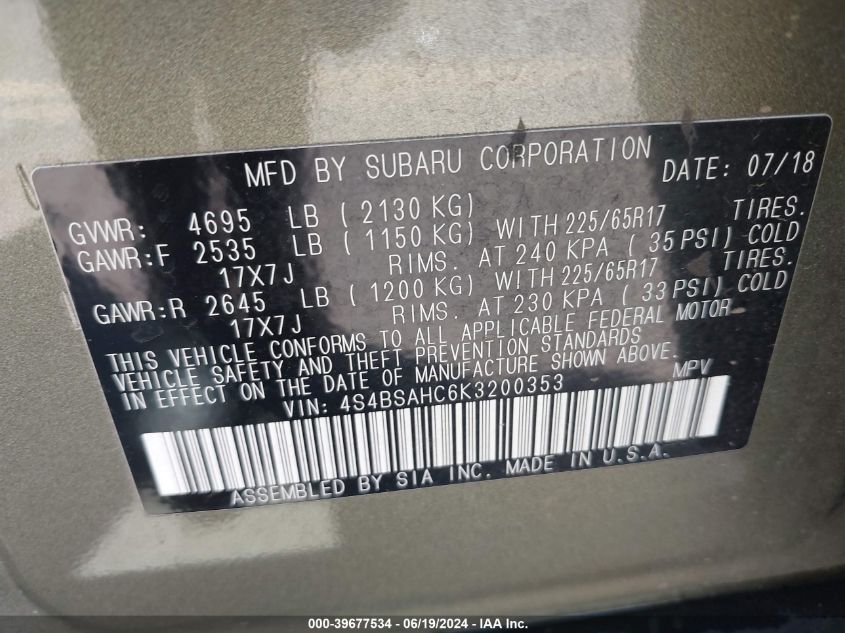 MFD BY SUBARU CORPORATION DATE: 07/18
GVWR: 4695 LB ( 2130 KG)
GAWR:F 2535 LB ( 1150 KG) WITH 225/65R17 TIRES.
17X7J RIMS. AT 240 KPA ( 35 PSI) COLD
GAWR:R 2645 LB ( 1200 KG) WITH 225/65R17 TIRES.
17X7J RIMS. AT 230 KPA ( 33 PSI) COLD
THIS VEHICLE CONFORMS TO ALL APPLICABLE FEDERAL MOTOR
VEHICLE SAFETY AND THEFT PREVENTION STANDARDS
IN EFFECT ON THE DATE OF MANUFACTURE SHOWN ABOVE.
VIN: 4S4BSAHC6K3200353 MPV
ASSEMBLED BY SIA INC. MADE IN U.S.A.
000-39677534 - 06/19/2024 - IAA Inc.